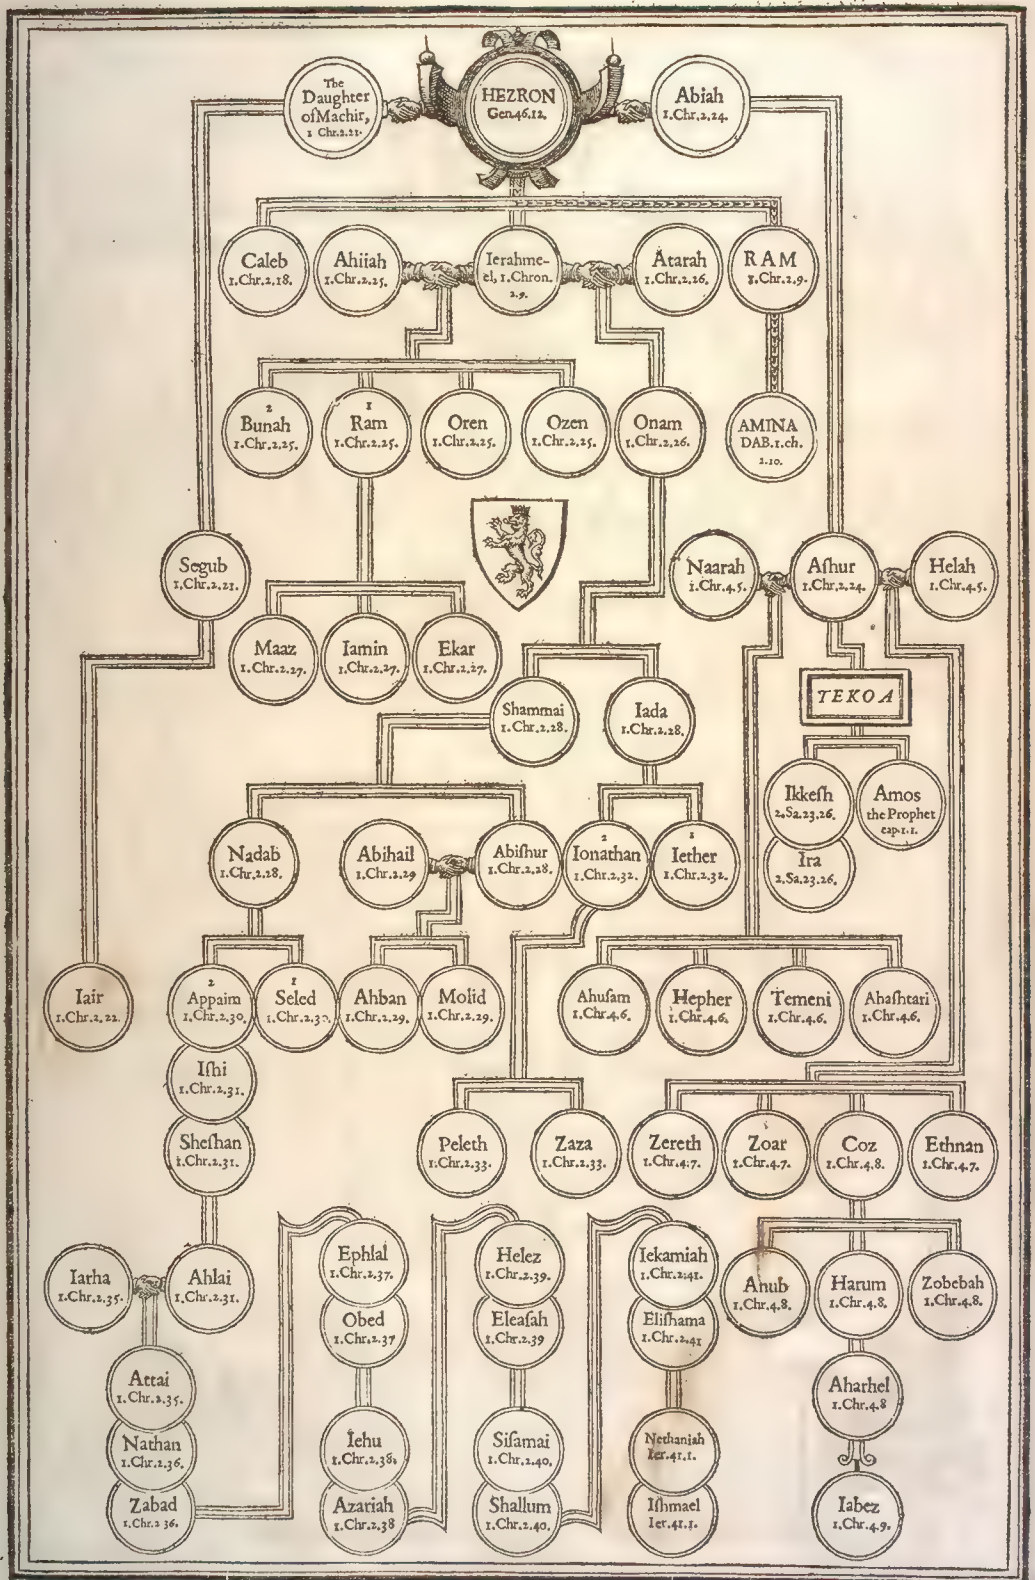 The
Daughter
of Machir,
1 Chr.2.21.
HEZRON
Gen.46.12.
Abiah
1.Chr.2.24.
Caleb
1.Chr.2.18.
Ahiiah
1.Chr.2.25.
Ierahme-
el, 1.Chron.
2.9.
Atarah
1.Chr.2.26.
RAM
1.Chr.2.9.
2
Bunah
1.Chr.2.25.
1
Ram
1.Chr.2.25.
Oren
1.Chr.2.25.
Ozen
1.Chr.2.25.
Onam
1.Chr.2.26.
AMINA
DAB.1.ch.
2.10.
Segub
1.Chr.2.21.
Naarah
1.Chr.4.5.
Aſhur
1.Chr.2.24.
Helah
1.Chr.4.5.
Maaz
1.Chr.2.27.
Iamin
1.Chr.2.27.
Ekar
1.Chr.2.27.
Shammai
1.Chr.2.28.
Iada
1.Chr.2.28.
TEKOA
Ikkeſh
2.Sa.23.26.
Amos
the Prophet
cap.1.1.
Ira
2.Sa.23.26.
Nadab
1.Chr.2.28.
Abihail
1.Chr.2.29
Abiſhur
1.Chr.2.28.
2
Ionathan
1.Chr.2.32.
1
Iether
1.Chr.2.32.
Iair
1.Chr.2.22.
2
Appaim
1.Chr.2.30.
1
Seled
1.Chr.2.30.
Ahban
1.Chr.2.29.
Molid
1.Chr.2.29.
Ahuſam
1.Chr.4.6.
Hepher
1.Chr.4.6.
Temeni
1.Chr.4.6.
Ahaſhtari
1.Chr.4.6.
Iſhi
1.Chr.2.31.
Sheſhan
1.Chr.2.31.
Peleth
1.Chr.2.33.
Zaza
1.Chr.2.33.
Zereth
1.Chr.4.7.
Zoar
1.Chr.4.7.
Coz
1.Chr.4.8.
Ethnan
1.Chr.4.7.
Iarha
1.Chr.2.35.
Ahlai
1.Chr.2.31.
Ephlal
1.Chr.2.37.
Helez
1.Chr.2.39.
Iekamiah
1.Chr.2.41.
Anub
1.Chr.4.8.
Harum
1.Chr.4.8.
Zobebah
1.Chr.4.8.
Obed
1.Chr.2.37
Eleaſah
1.Chr.2.39
Eliſhama
1.Chr.2.41
Attai
1.Chr.2.35.
Aharhel
1.Chr.4.8
Nathan
1.Chr.2.36.
Iehu
1.Chr.2.38.
Siſamai
1.Chr.2.40.
Nethaniah
Ier.41.1.
Zabad
1.Chr.2 36.
Azariah
1.Chr.2.38
Shallum
1.Chr.2.40.
Iſhmael
Ier.41.1.
Iabez
1.Chr.4.9.